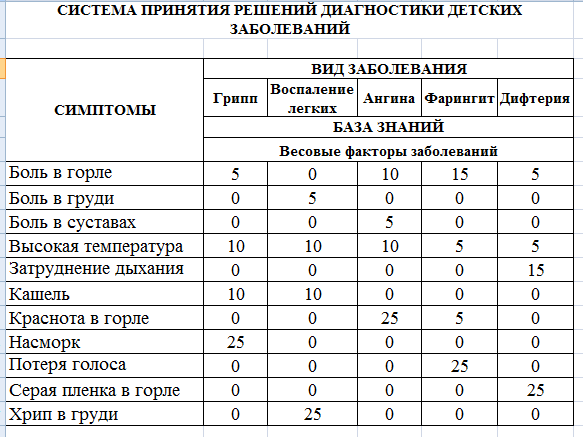 СИСТЕМА ПРИНЯТИЯ РЕШЕНИЙ ДИАГНОСТИКИ ДЕТСКИХ
ЗАБОЛЕВАНИЙ
СИМПТОМЫ
ВИД ЗАБОЛЕВАНИЯ
Грипп Воспаление легких Ангина Фарингит Дифтерия
БАЗА ЗНАНИЙ
Весовые факторы заболеваний
Боль в горле 5 0 10 15 5
Боль в груди 0 5 0 0 0
Боль в суставах 0 0 5 0 0
Высокая температура 10 10 10 5 5
Затруднение дыхания 0 0 0 0 15
Кашель 10 10 0 0 0
Краснота в горле 0 0 25 5 0
Насморк 25 0 0 0 0
Потеря голоса 0 0 0 25 0
Серая пленка в горле 0 0 0 0 25
Хрип в груди 0 25 0 0 0